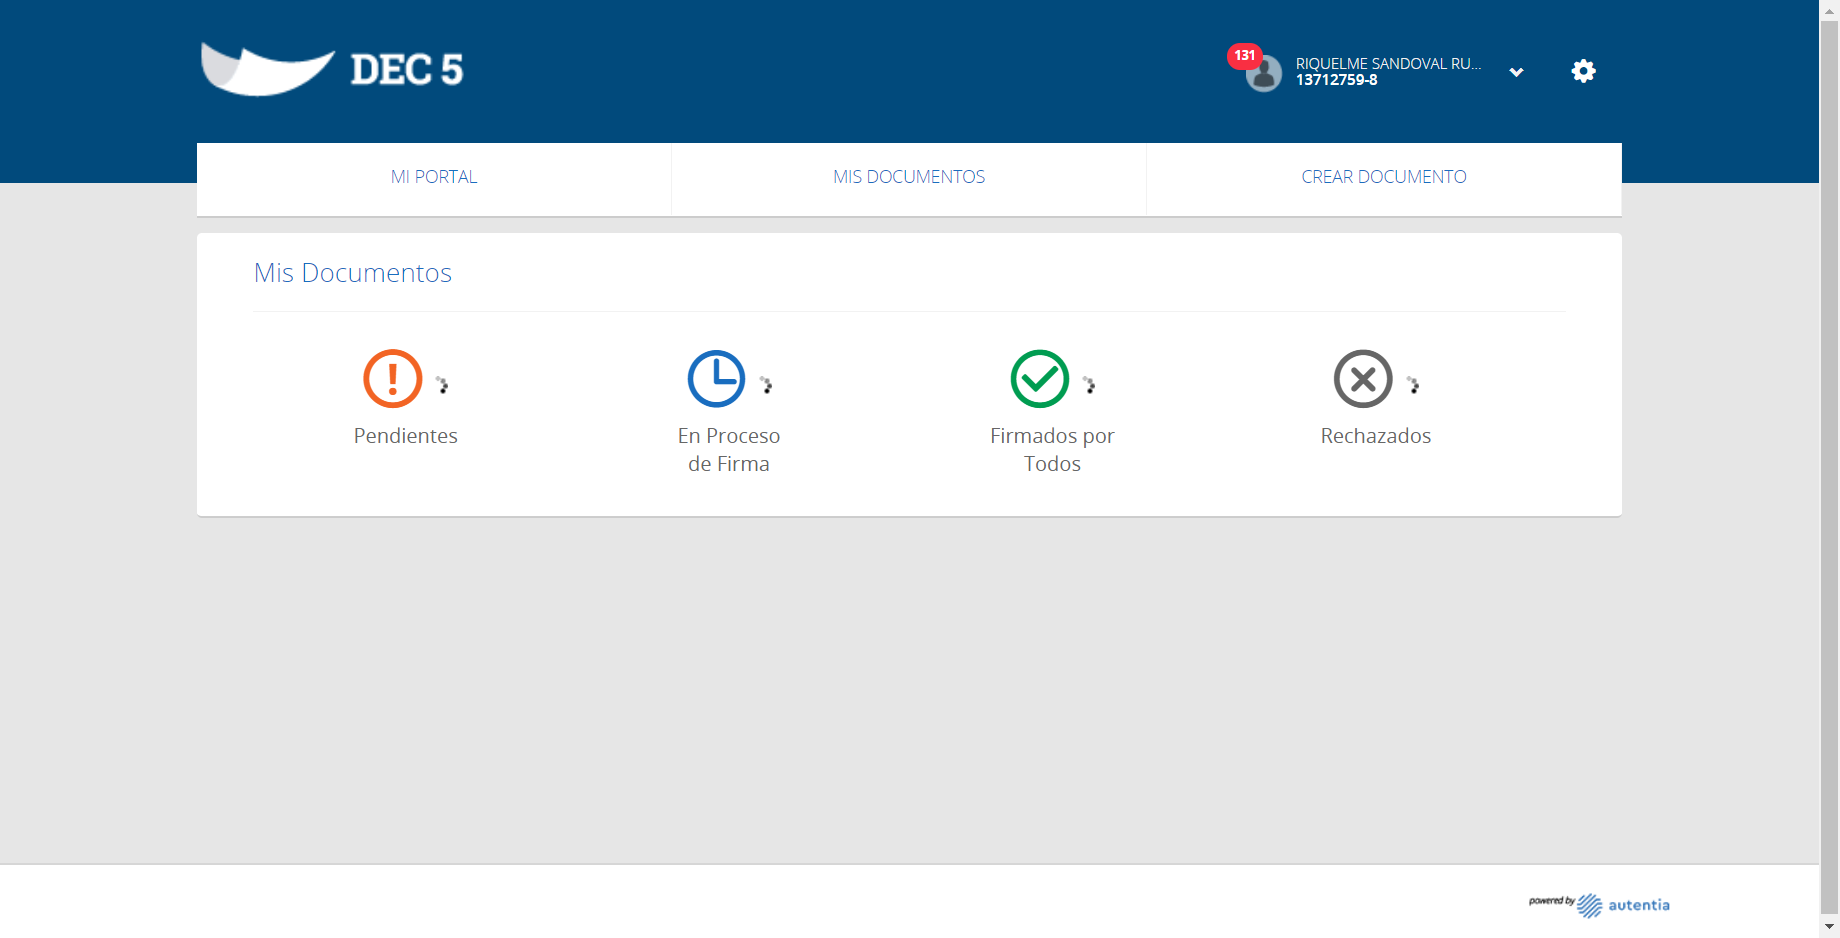 DEC 5
131
RIQUELME SANDOVAL RU...
13712759-8
MI PORTAL
MIS DOCUMENTOS
CREAR DOCUMENTO
Mis Documentos
Pendientes
En Proceso
de Firma
Firmados por
Todos
Rechazados
powered by autentia